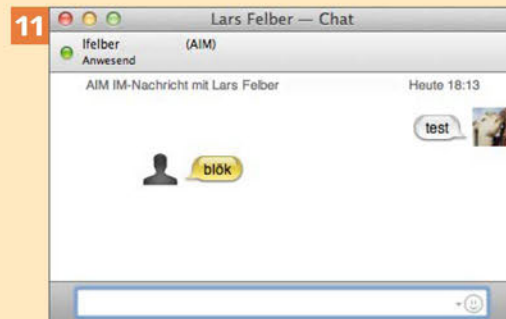 11
Lars Felber — Chat
lfelber (AIM)
Anwesend
AIM IM-Nachricht mit Lars Felber Heute 18:13
test
blök